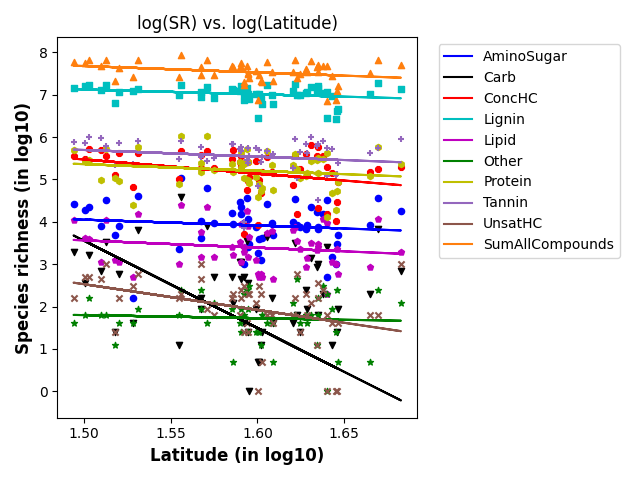 log(SR) vs. log(Latitude)
Species richness (in log10)
8
7
6
5
4
3
2
1
0
1.50
1.55
1.60
1.65
Latitude (in log10)
AminoSugar
Carb
ConcHC
Lignin
Lipid
Other
Protein
Tannin
UnsatHC
SumAllCompounds